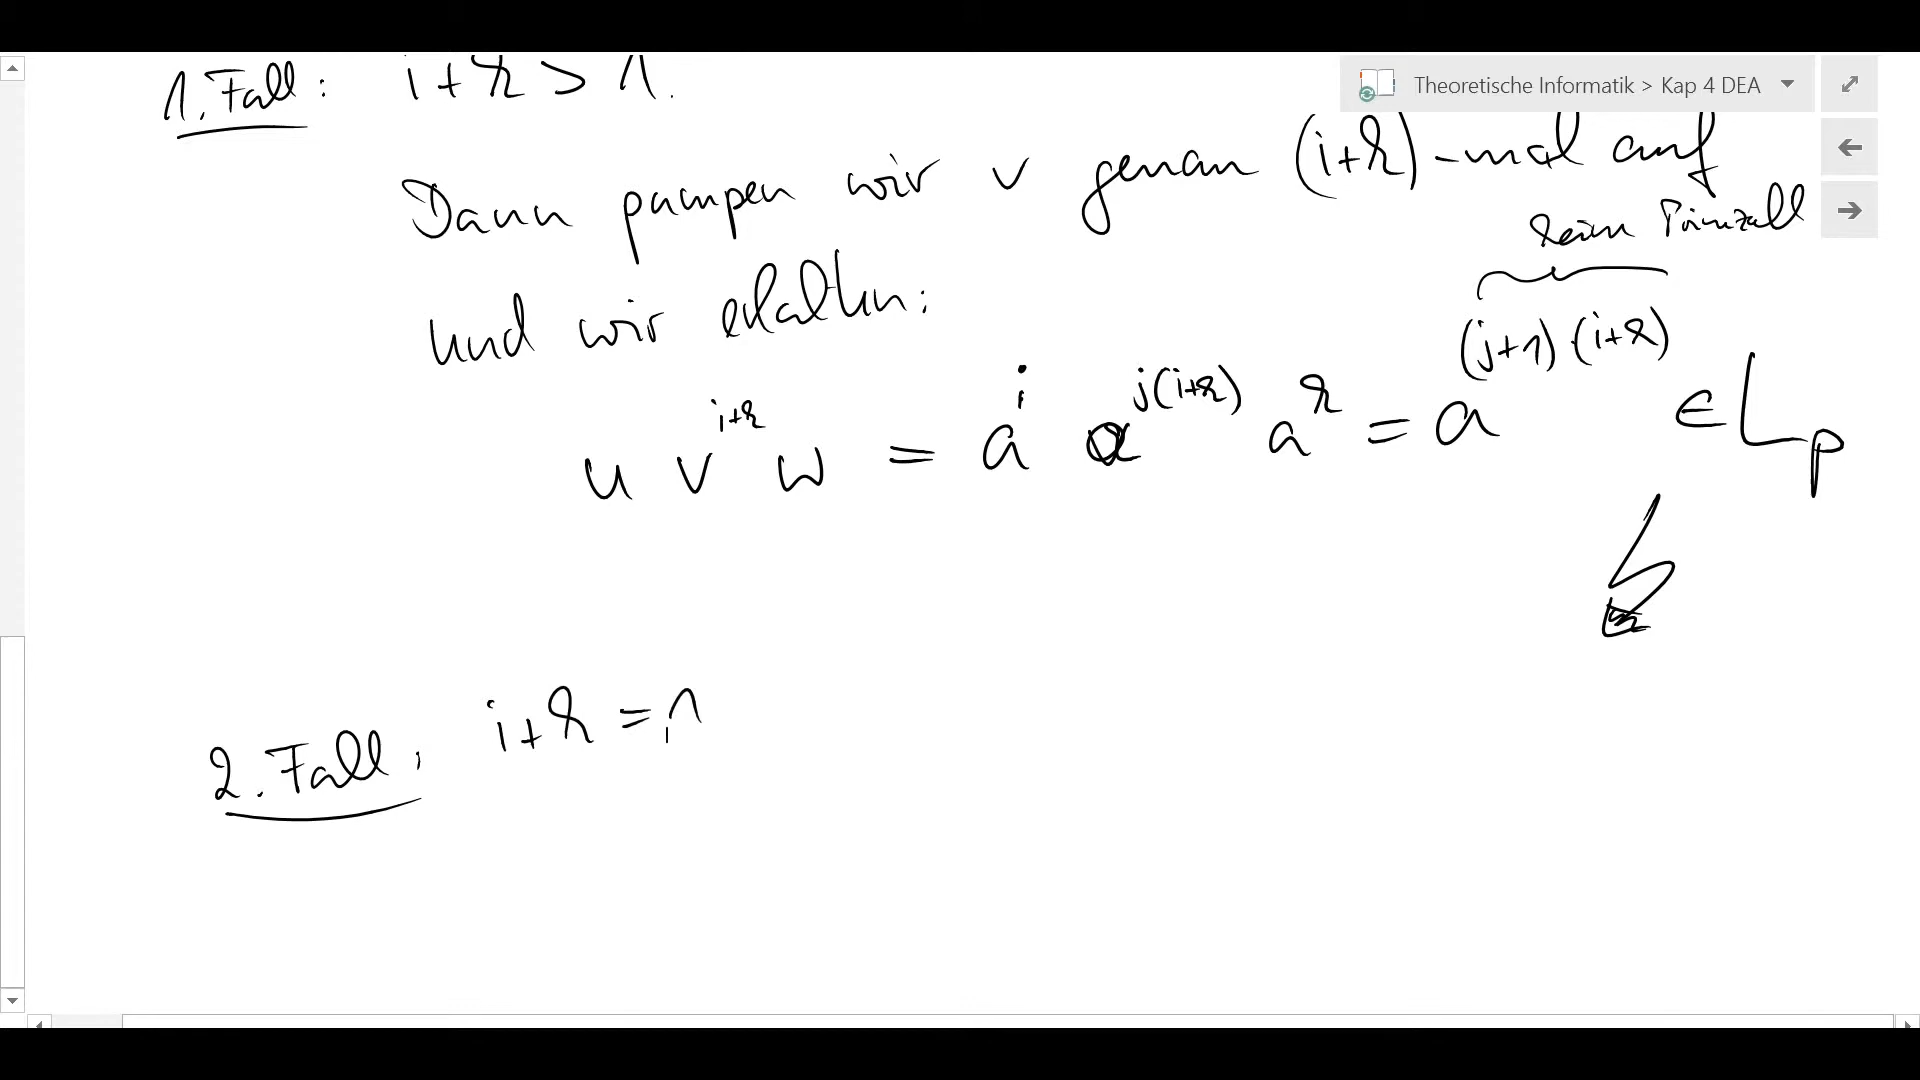 1. Fall: i+k > 1.
Theoretische Informatik > Kap 4 DEA
Dann pumpen wir v genau (i+k)-mal auf
und wir erhalten:
keine Primzahl
u v^{i+k} w = a^i a^{j(i+k)} a^k = a^{(j+1)(i+k)} ∈ L_p
2. Fall: i+k = 1